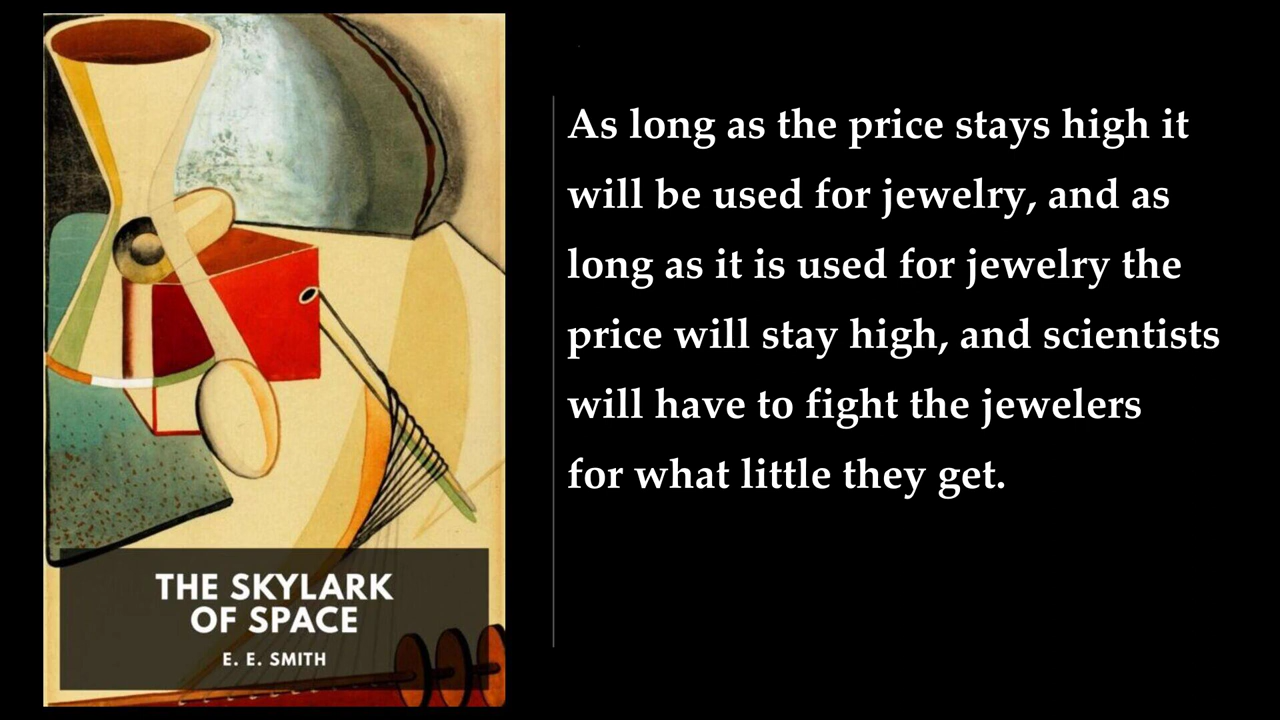 THE SKYLARK
OF SPACE
E. E. SMITH
As long as the price stays high it
will be used for jewelry, and as
long as it is used for jewelry the
price will stay high, and scientists
will have to fight the jewelers
for what little they get.